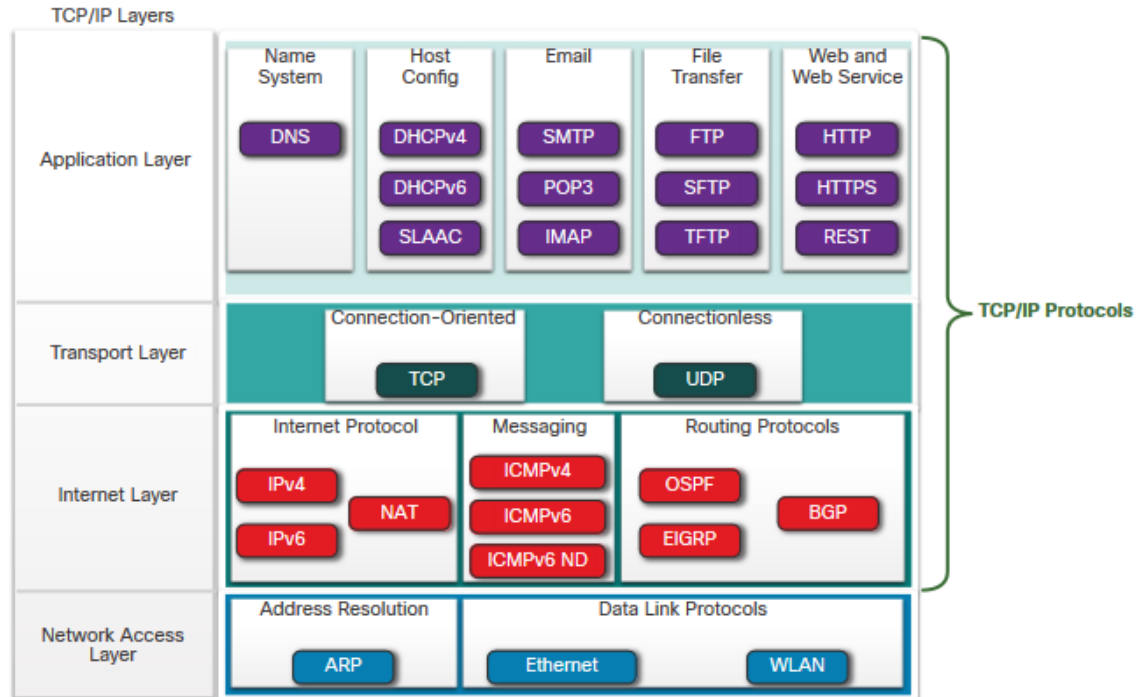 TCP/IP Layers
Name System
Host Config
Email
File Transfer
Web and Web Service
Application Layer
DNS
DHCPv4
SMTP
FTP
HTTP
DHCPv6
POP3
SFTP
HTTPS
SLAAC
IMAP
TFTP
REST
TCP/IP Protocols
Transport Layer
Connection-Oriented
Connectionless
TCP
UDP
Internet Layer
Internet Protocol
Messaging
Routing Protocols
IPv4
IPv6
NAT
ICMPv4
ICMPv6
ICMPv6 ND
OSPF
EIGRP
BGP
Network Access
Layer
Address Resolution
Data Link Protocols
ARP
Ethernet
WLAN